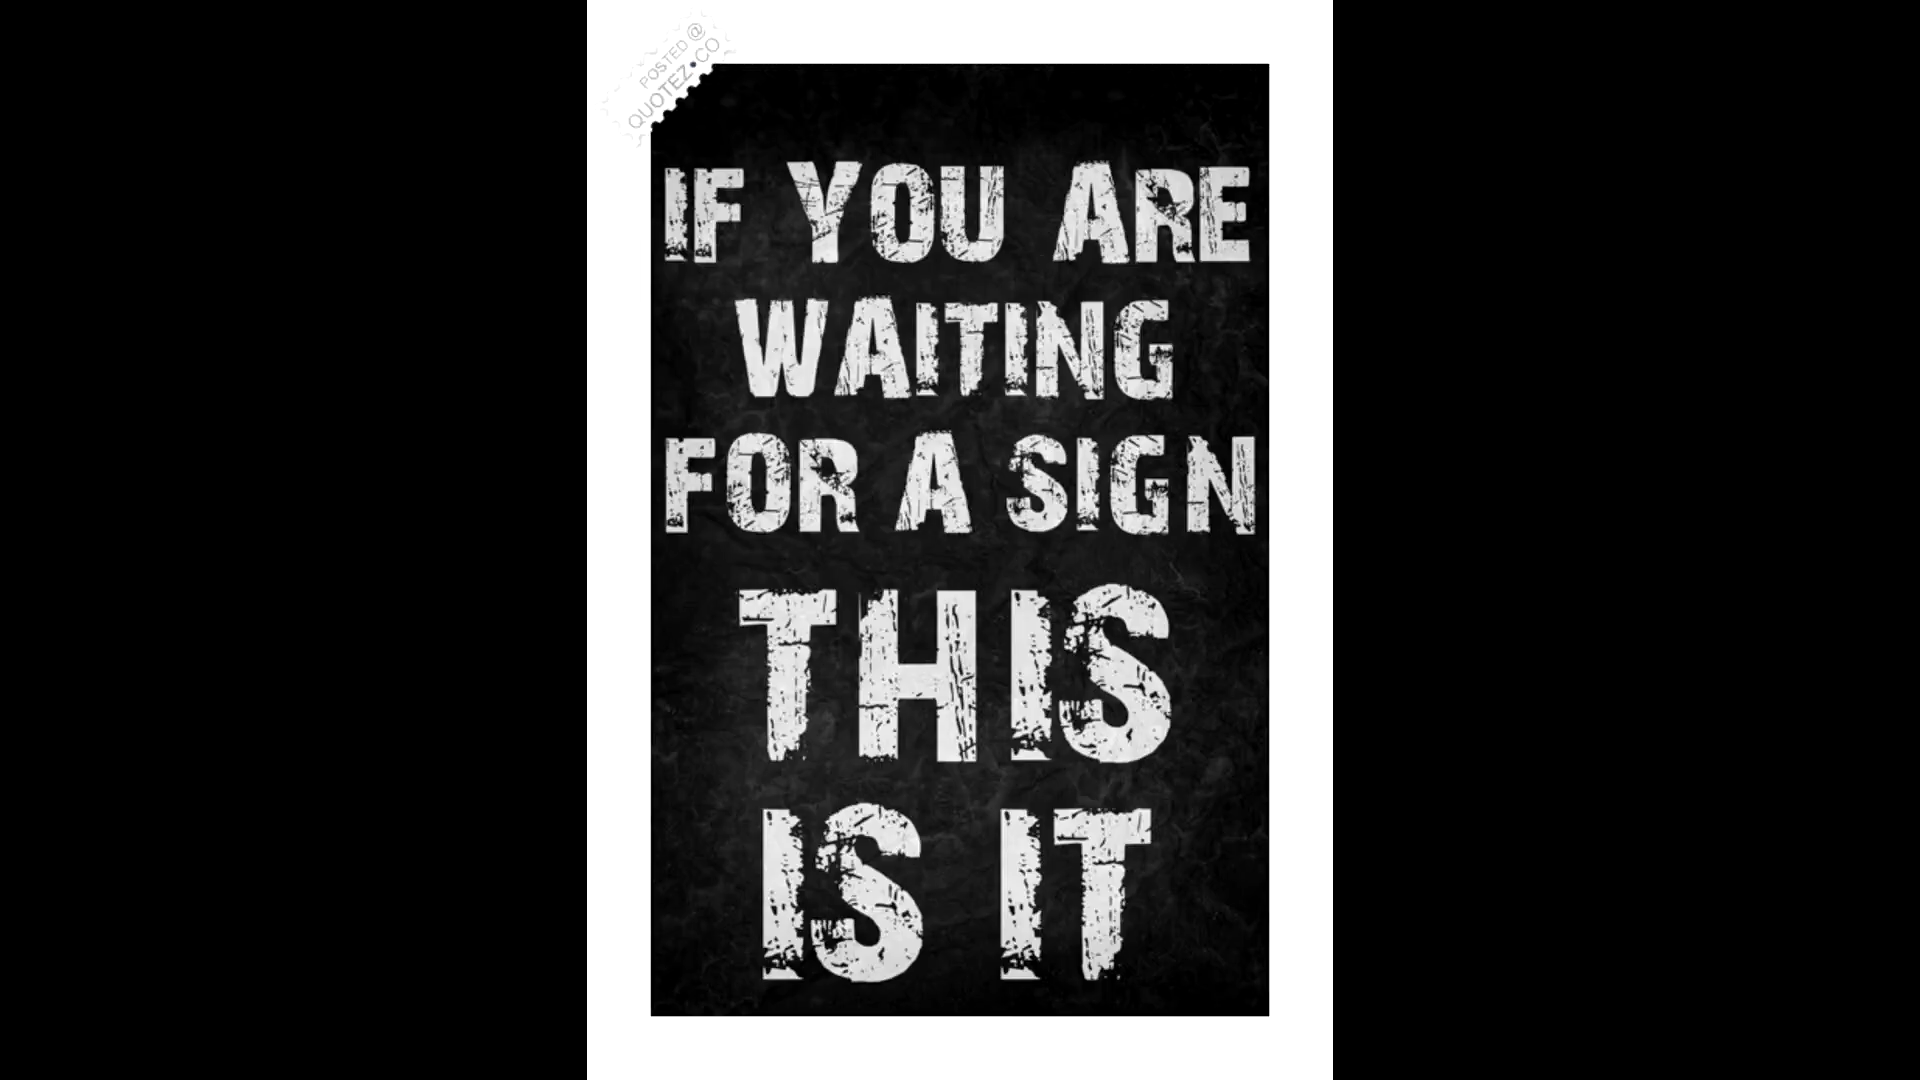 POSTED @
QUOTEZ•CO
IF YOU ARE
WAITING
FOR A SIGN
THIS
IS IT